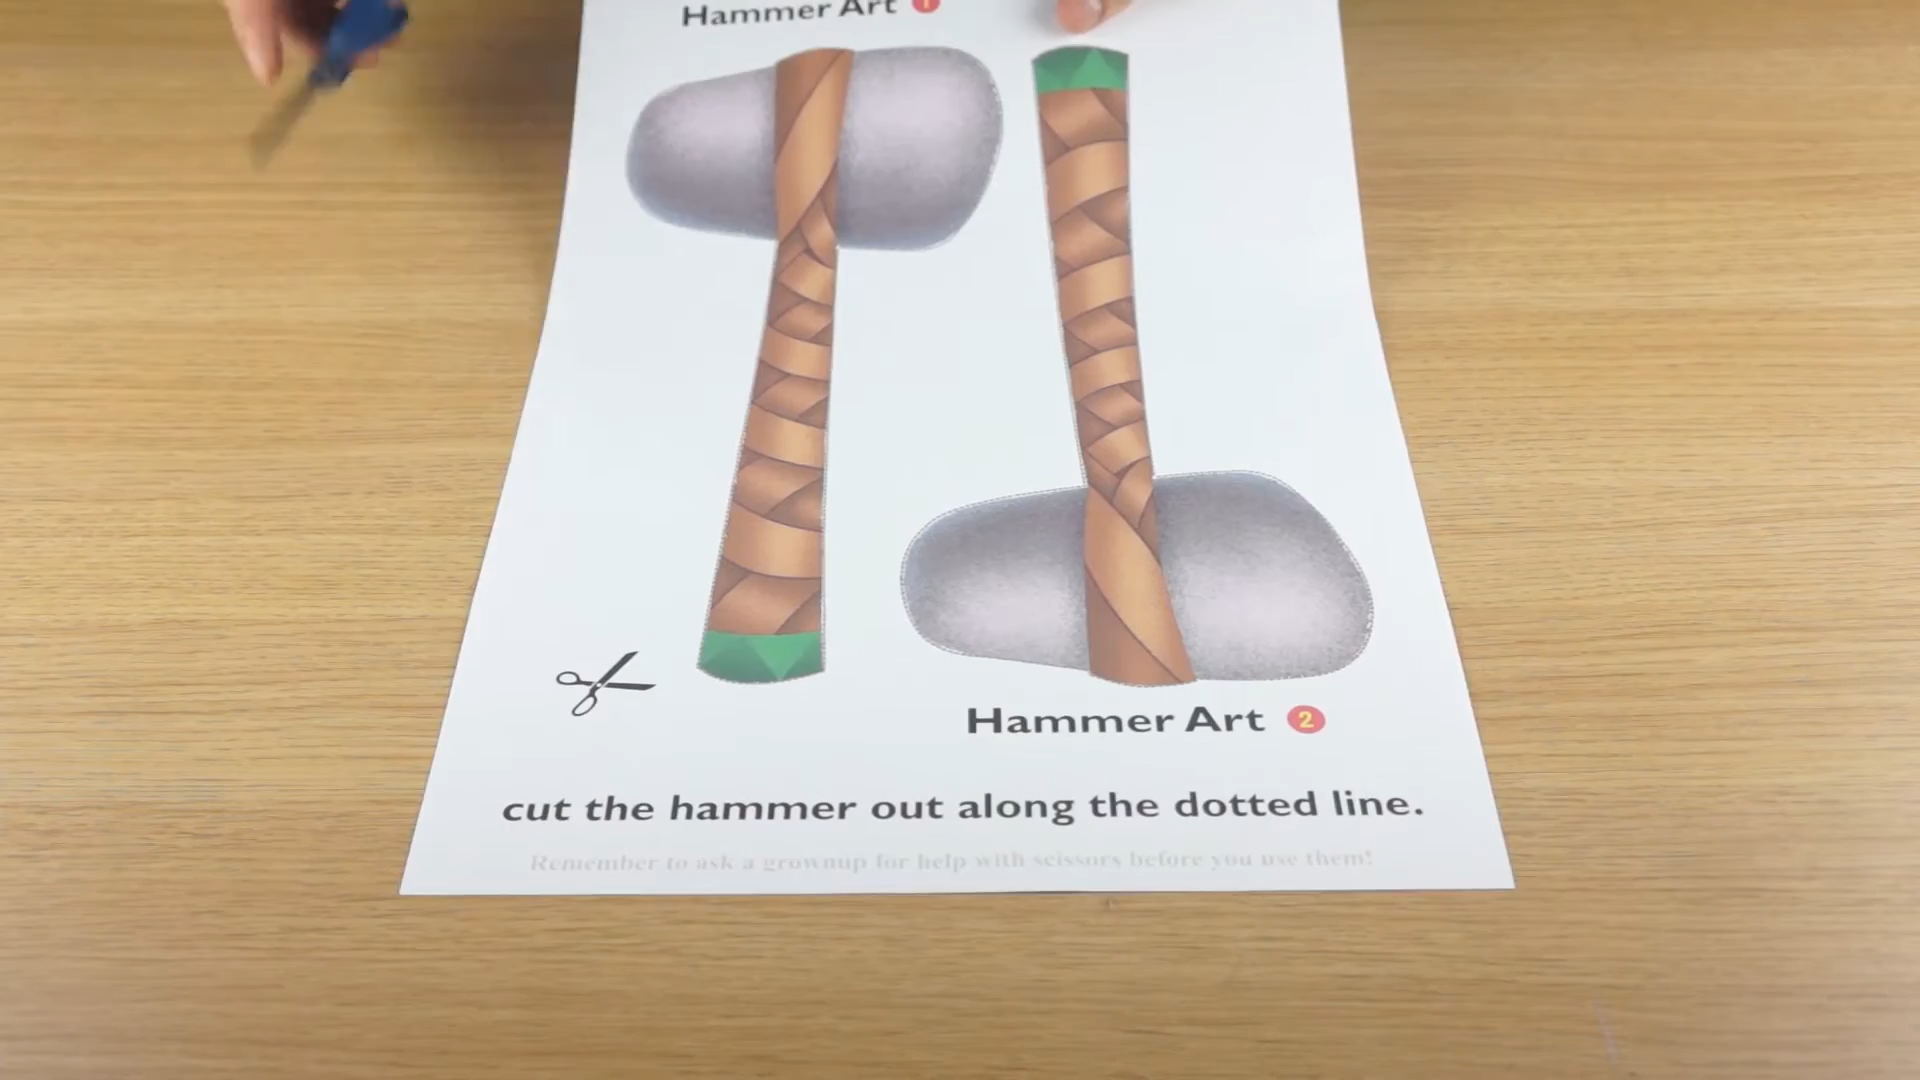 Hammer Art 1
Hammer Art 2
cut the hammer out along the dotted line.
Remember to ask a grownup for help with scissors before you use them!